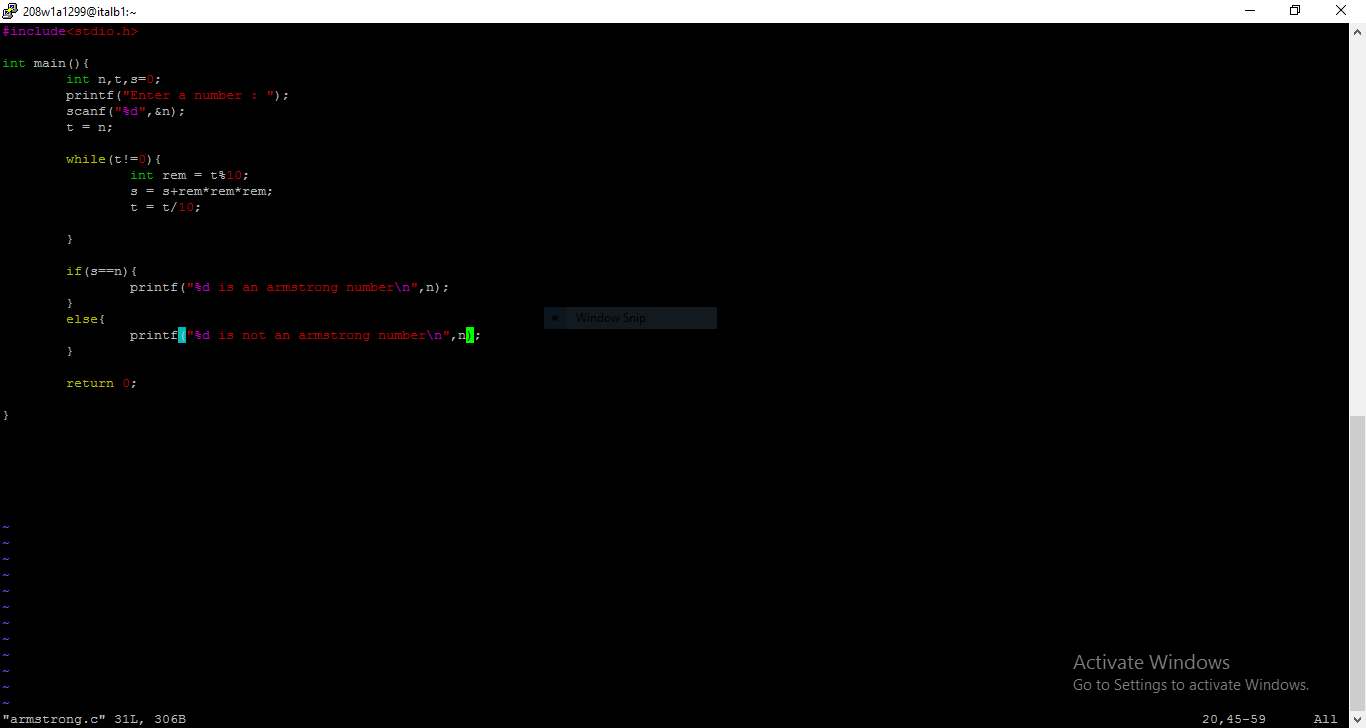 208w1a1299@italb1:~
#include<stdio.h>
int main(){
int n,t,s=0;
printf("Enter a number : ");
scanf("%d",&n);
t = n;
while(t!=0){
int rem = t%10;
s = s+rem*rem*rem;
t = t/10;
}
if(s==n){
printf("%d is an armstrong number\n",n);
}
else{
Window Snip
printf("%d is not an armstrong number\n",n);
}
return 0;
}
~
~
~
~
~
~
~
~
~
~
~
~
Activate Windows
Go to Settings to activate Windows.
"armstrong.c" 31L, 306B 20,45-59 All